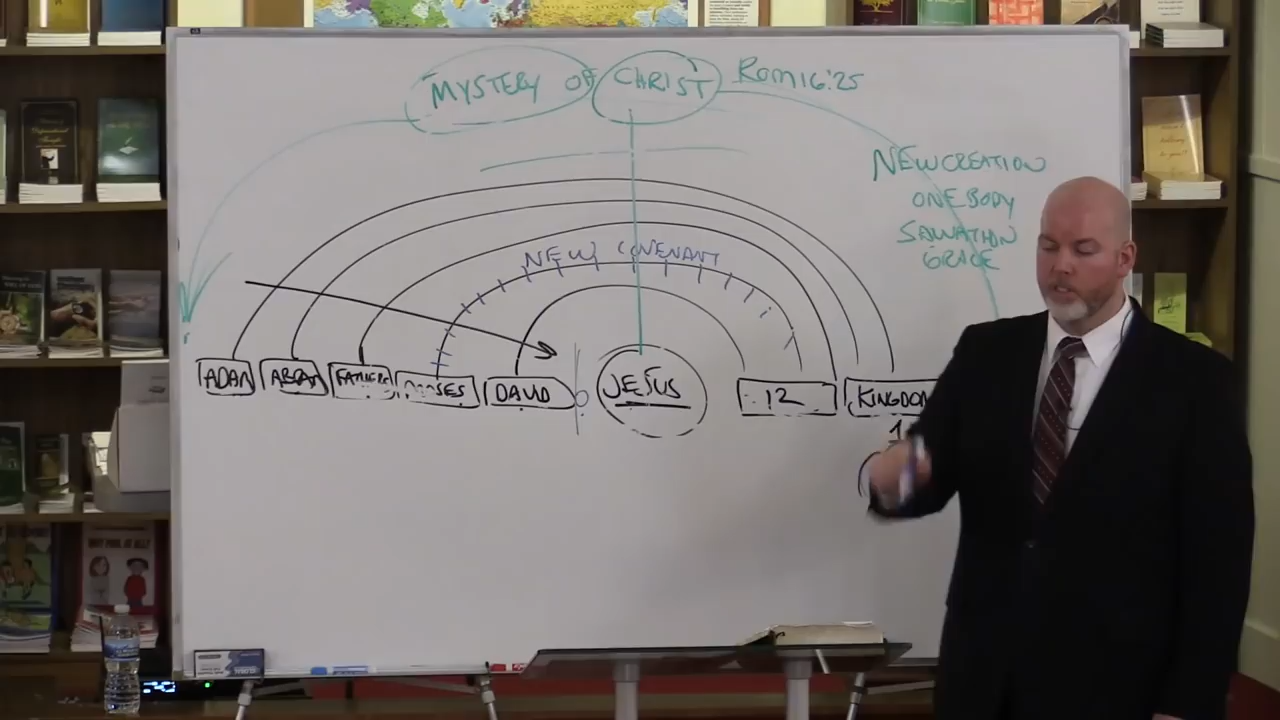 MYSTERY OF CHRIST ROM 16:25
NEW CREATION
ONE BODY
SALVATION
GRACE
NEW COVENANT
ADAM ABRAM FATHERS MOSES DAVID JESUS 12 KINGDOM